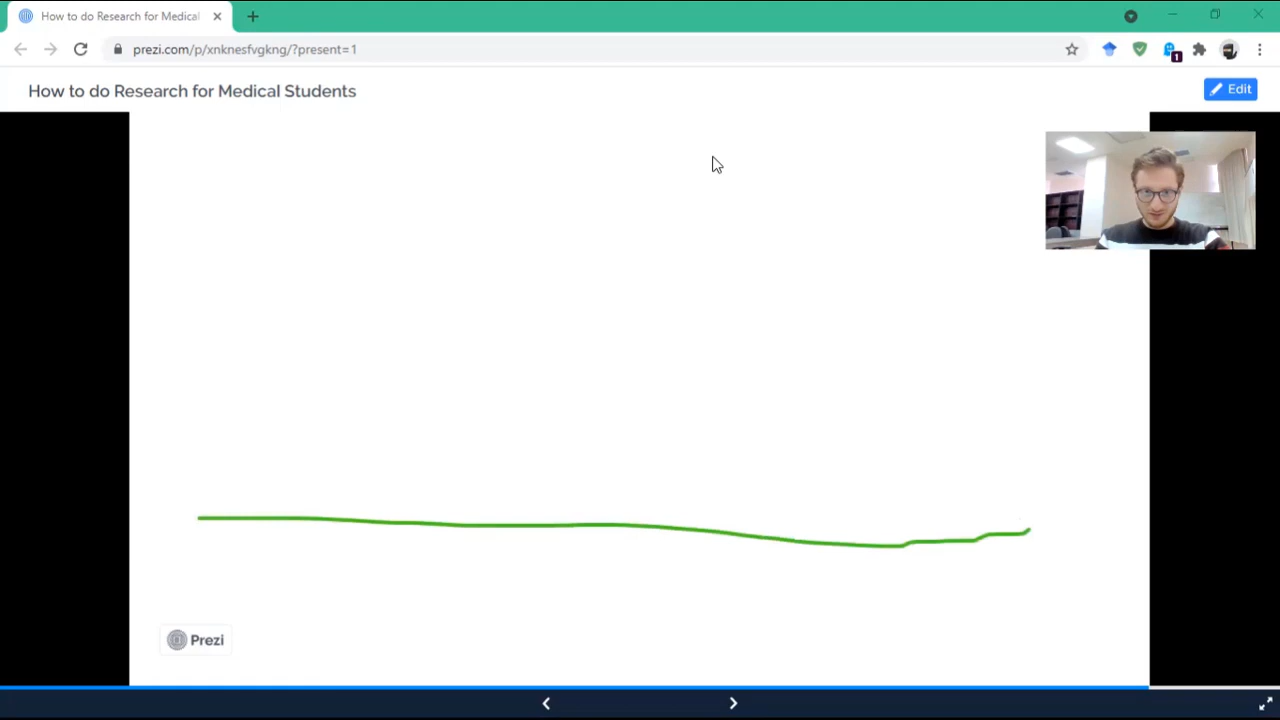 How to do Research for Medical
prezi.com/p/xnknesfvgkng/?present=1
1
How to do Research for Medical Students
Edit
Prezi